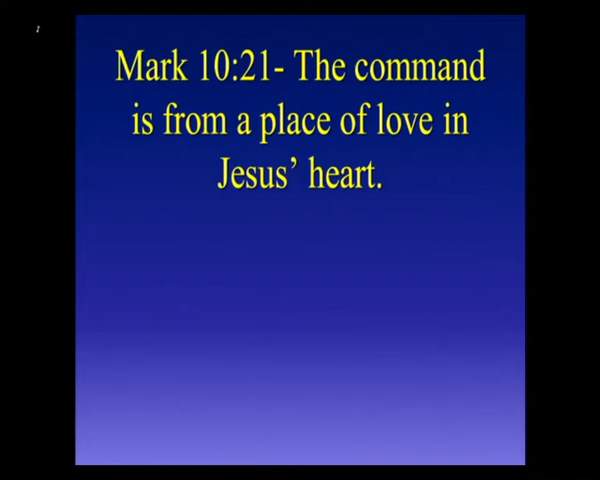 Mark 10:21- The command
is from a place of love in
Jesus’ heart.